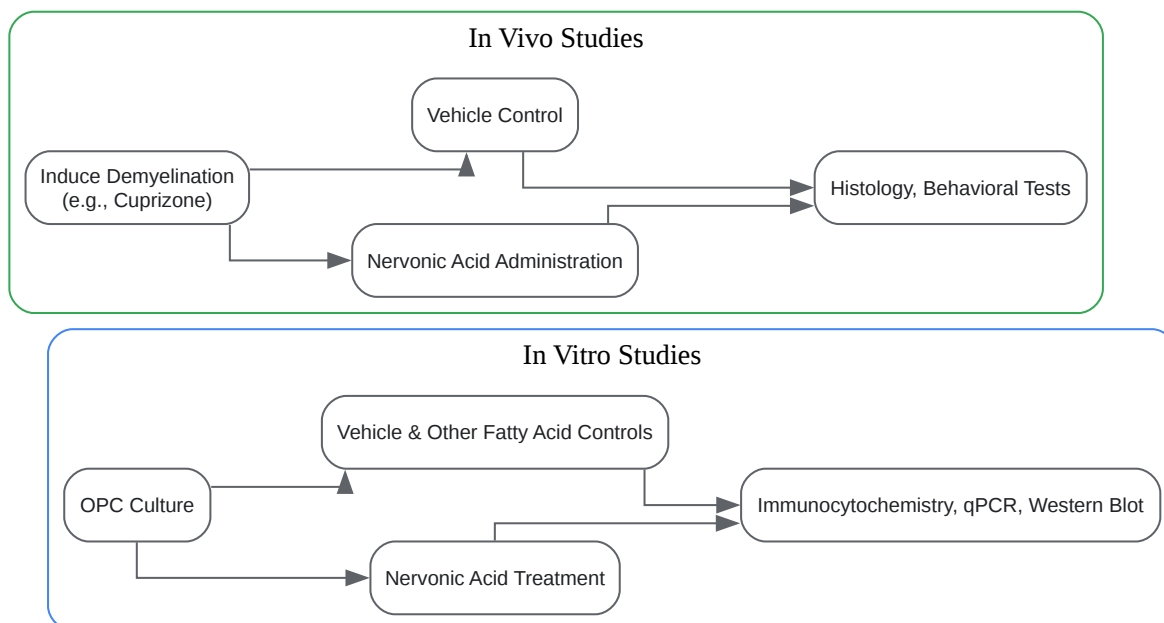 In Vivo Studies
Vehicle Control
Induce Demyelination
(e.g., Cuprizone)
Histology, Behavioral Tests
Nervonic Acid Administration
In Vitro Studies
Vehicle & Other Fatty Acid Controls
OPC Culture
Immunocytochemistry, qPCR, Western Blot
Nervonic Acid Treatment